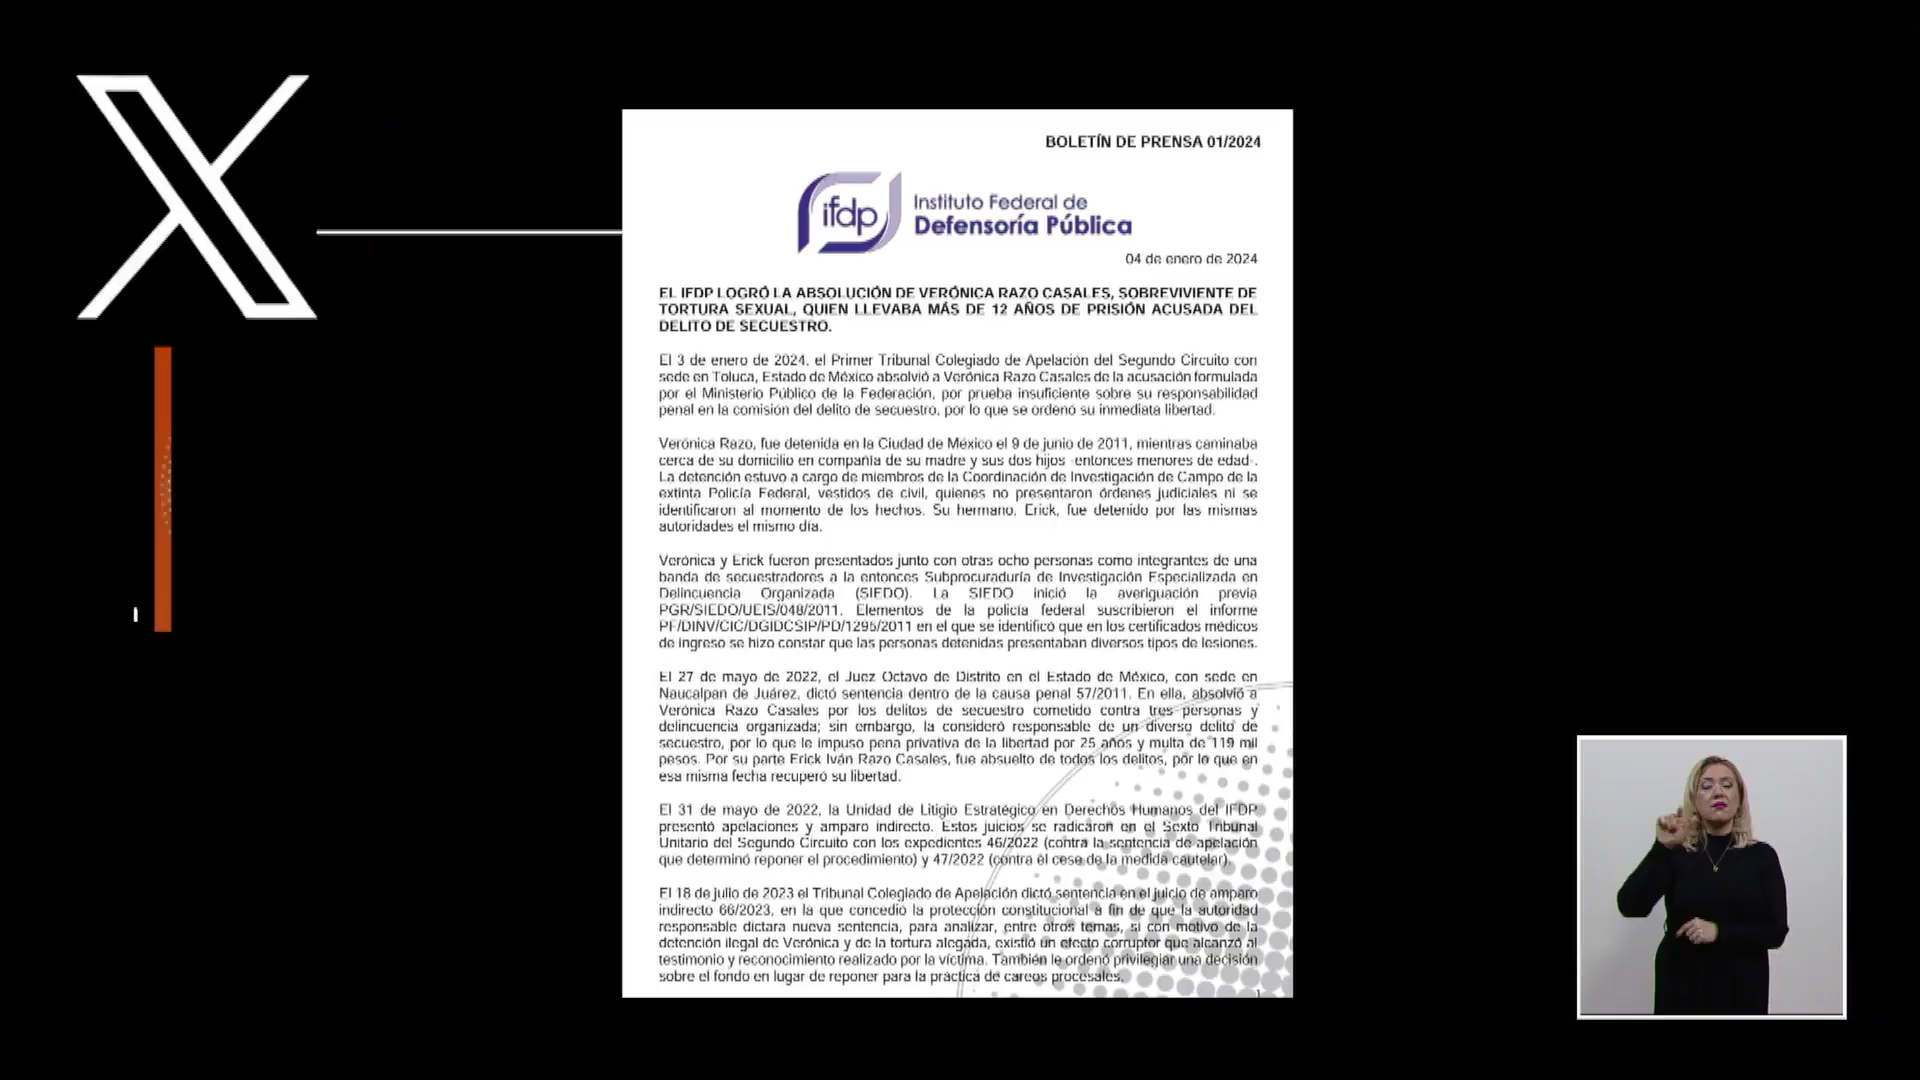 BOLETÍN DE PRENSA 01/2024
ifdp
Instituto Federal de
Defensoría Pública
04 de enero de 2024
EL IFDP LOGRÓ LA ABSOLUCIÓN DE VERÓNICA RAZO CASALES, SOBREVIVIENTE DE
TORTURA SEXUAL, QUIEN LLEVABA MÁS DE 12 AÑOS DE PRISIÓN ACUSADA DEL
DELITO DE SECUESTRO.
El 3 de enero de 2024, el Primer Tribunal Colegiado de Apelación del Segundo Circuito con
sede en Toluca, Estado de México absolvió a Verónica Razo Casales de la acusación formulada
por el Ministerio Público de la Federación, por prueba insuficiente sobre su responsabilidad
penal en la comisión del delito de secuestro, por lo que se ordenó su inmediata libertad.
Verónica Razo, fue detenida en la Ciudad de México el 9 de junio de 2011, mientras caminaba
cerca de su domicilio en compañía de su madre y sus dos hijos -entonces menores de edad-.
La detención estuvo a cargo de miembros de la Coordinación de Investigación de Campo de la
extinta Policía Federal, vestidos de civil, quienes no presentaron órdenes judiciales ni se
identificaron al momento de los hechos. Su hermano, Erick, fue detenido por las mismas
autoridades el mismo día.
Verónica y Erick fueron presentados junto con otras ocho personas como integrantes de una
banda de secuestradores a la entonces Subprocuraduría de Investigación Especializada en
Delincuencia Organizada (SIEDO). La SIEDO inició la averiguación previa
PGR/SIEDO/UEIS/048/2011. Elementos de la policía federal suscribieron el informe
PF/DINV/CIC/DGIDCSIP/PD/1295/2011 en el que se identificó que en los certificados médicos
de ingreso se hizo constar que las personas detenidas presentaban diversos tipos de lesiones.
El 27 de mayo de 2022, el Juez Octavo de Distrito en el Estado de México, con sede en
Naucalpan de Juárez, dictó sentencia dentro de la causa penal 57/2011. En ella, absolvió a
Verónica Razo Casales por los delitos de secuestro cometido contra tres personas y
delincuencia organizada; sin embargo, la consideró responsable de un diverso delito de
secuestro, por lo que le impuso pena privativa de la libertad por 25 años y multa de 119 mil
pesos. Por su parte Erick Iván Razo Casales, fue absuelto de todos los delitos, por lo que en
esa misma fecha recuperó su libertad.
El 31 de mayo de 2022, la Unidad de Litigio Estratégico en Derechos Humanos del IFDP
presentó apelaciones y amparo indirecto. Estos juicios se radicaron en el Sexto Tribunal
Unitario del Segundo Circuito con los expedientes 46/2022 (contra la sentencia de apelación
que determinó reponer el procedimiento) y 47/2022 (contra el cese de la medida cautelar).
El 18 de julio de 2023 el Tribunal Colegiado de Apelación dictó sentencia en el juicio de amparo
indirecto 66/2023, en la que concedió la protección constitucional a fin de que la autoridad
responsable dictara nueva sentencia, para analizar, entre otros temas, si con motivo de la
detención ilegal de Verónica y de la tortura alegada, existió un efecto corruptor que alcanzó al
testimonio y reconocimiento realizado por la víctima. También le ordenó privilegiar una decisión
sobre el fondo en lugar de reponer para la práctica de careos procesales.